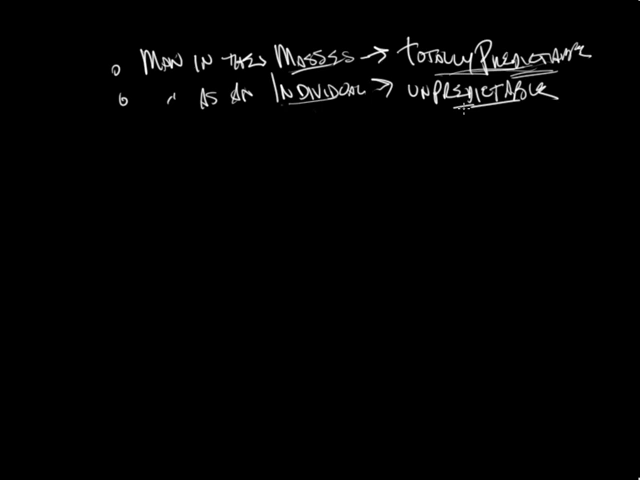 o MAN IN THE MASSES → TOTALLY PREDICTABLE
o " AS AN INDIVIDUAL → UNPREDICTABLE